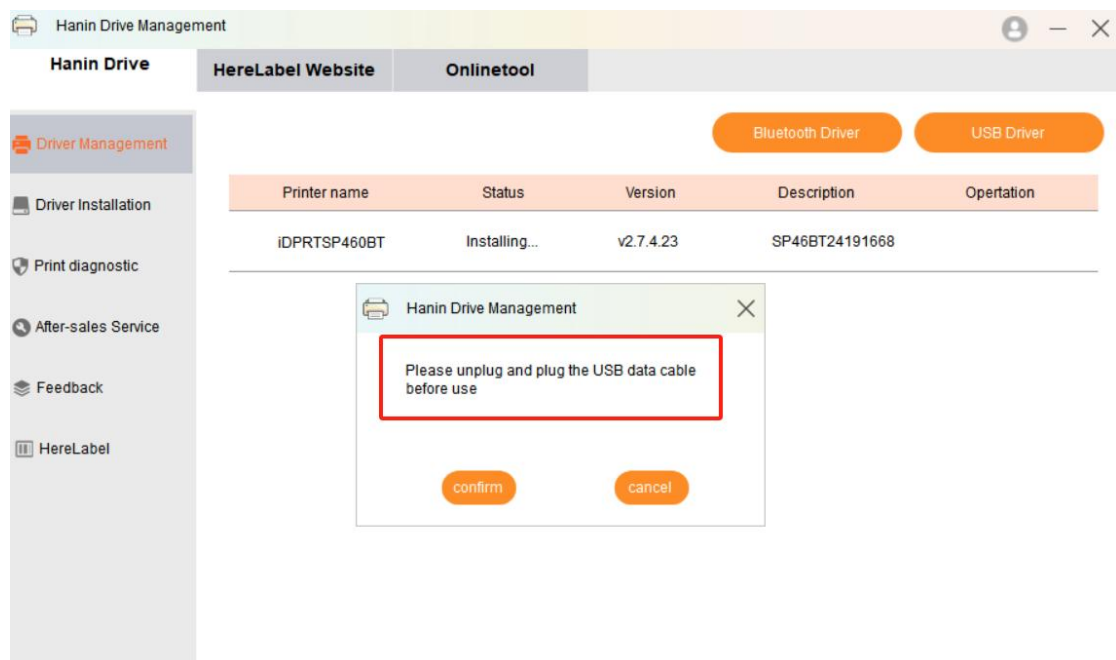 Hanin Drive Management
Hanin Drive
HereLabel Website
Onlinetool
Driver Management
Driver Installation
Print diagnostic
After-sales Service
Feedback
HereLabel
Bluetooth Driver
USB Driver
Printer name Status Version Description Opertation
iDPRTSP460BT Installing... v2.7.4.23 SP46BT24191668
Hanin Drive Management
Please unplug and plug the USB data cable
before use
confirm
cancel